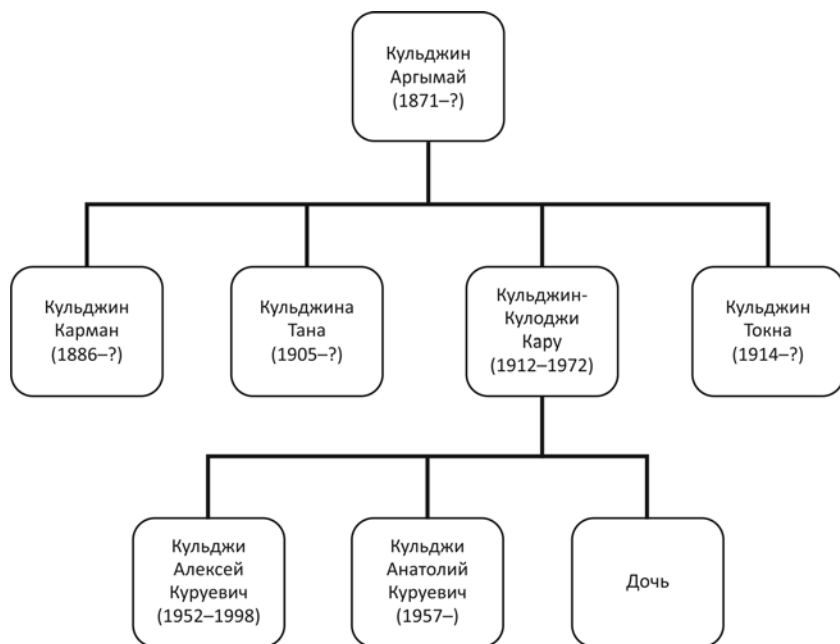 Кульджин
Аргымай
(1871–?)
Кульджин
Карман
(1886–?)
Кульджина
Тана
(1905–?)
Кульджин-
Кулоджи
Кару
(1912–1972)
Кульджин
Токна
(1914–?)
Кульджи
Алексей
Куруевич
(1952–1998)
Кульджи
Анатолий
Куруевич
(1957–)
Дочь